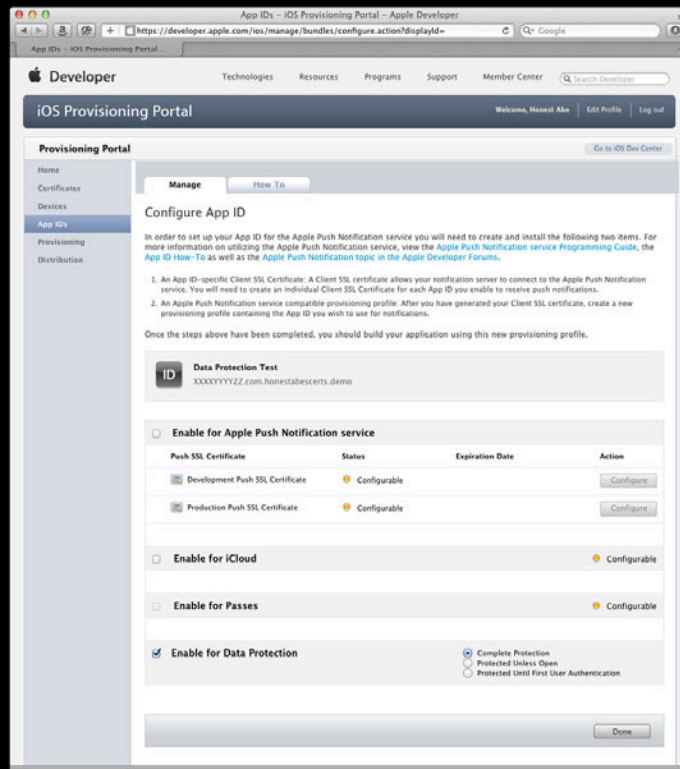 App IDs – iOS Provisioning Portal – Apple Developer
https://developer.apple.com/ios/manage/bundles/configure.action?displayId=
Google
App IDs – iOS Provisioning Portal...
Developer
Technologies Resources Programs Support Member Center Search Developer
iOS Provisioning Portal
Welcome, Honest Abe Edit Profile Log out
Provisioning Portal
Go to iOS Dev Center
Home
Certificates
Devices
App IDs
Provisioning
Distribution
Manage How To
Configure App ID
In order to set up your App ID for the Apple Push Notification service you will need to create and install the following two items. For
more information on utilizing the Apple Push Notification service, view the Apple Push Notification service Programming Guide, the
App ID How-To as well as the Apple Push Notification topic in the Apple Developer Forums.
1. An App ID-specific Client SSL Certificate: A Client SSL certificate allows your notification server to connect to the Apple Push Notification
service. You will need to create an individual Client SSL Certificate for each App ID you enable to receive push notifications.
2. An Apple Push Notification service compatible provisioning profile: After you have generated your Client SSL certificate, create a new
provisioning profile containing the App ID you wish to use for notifications.
Once the steps above have been completed, you should build your application using this new provisioning profile.
ID
Data Protection Test
XXXXYYYYZZ.com.honestabescerts.demo
Enable for Apple Push Notification service
Push SSL Certificate Status Expiration Date Action
Development Push SSL Certificate Configurable Configure
Production Push SSL Certificate Configurable Configure
Enable for iCloud Configurable
Enable for Passes Configurable
Enable for Data Protection
Complete Protection
Protected Unless Open
Protected Until First User Authentication
Done